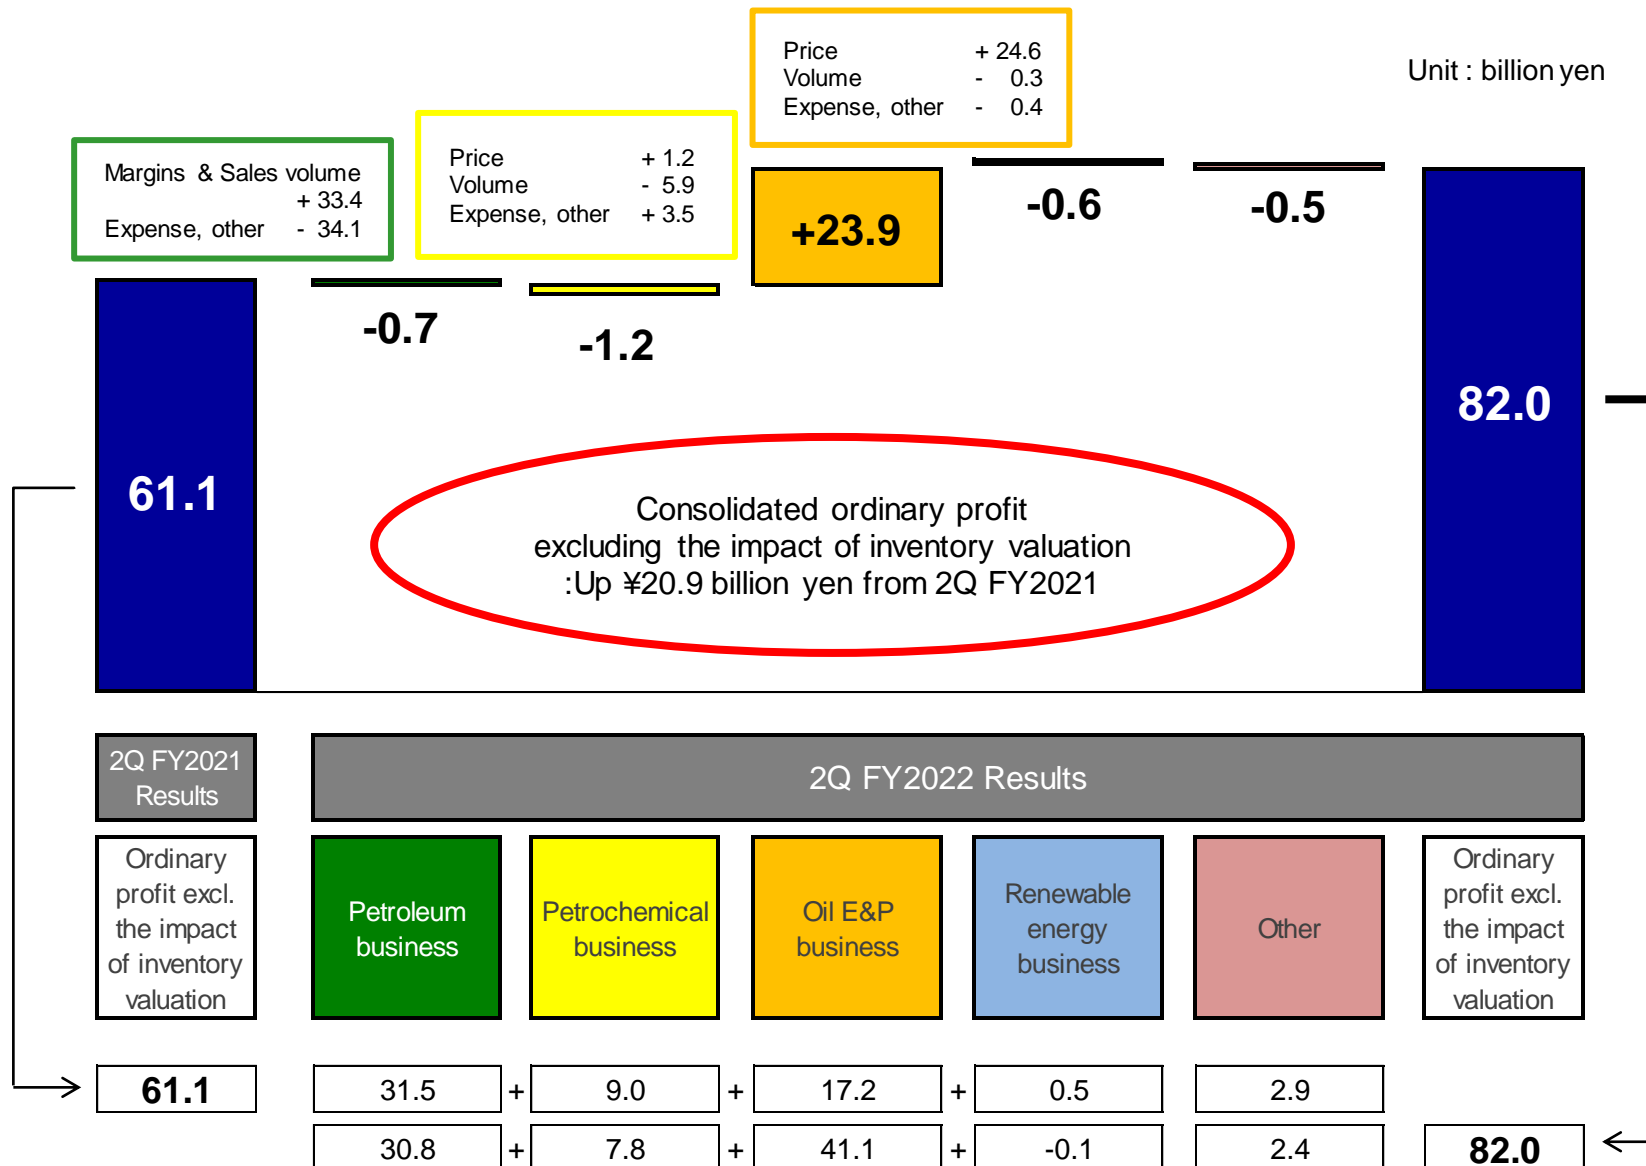 Unit : billion yen
Price + 24.6
Volume - 0.3
Expense, other - 0.4
Price + 1.2
Volume - 5.9
Expense, other + 3.5
Margins & Sales volume
+ 33.4
Expense, other - 34.1
61.1
-0.7
-1.2
+23.9
-0.6
-0.5
82.0
Consolidated ordinary profit
excluding the impact of inventory valuation
:Up ¥20.9 billion yen from 2Q FY2021
2Q FY2021
Results
2Q FY2022 Results
Ordinary
profit excl.
the impact
of inventory
valuation
Petroleum
business
Petrochemical
business
Oil E&P
business
Renewable
energy
business
Other
Ordinary
profit excl.
the impact
of inventory
valuation
61.1 31.5 + 9.0 + 17.2 + 0.5 2.9
30.8 + 7.8 + 41.1 + -0.1 2.4 82.0